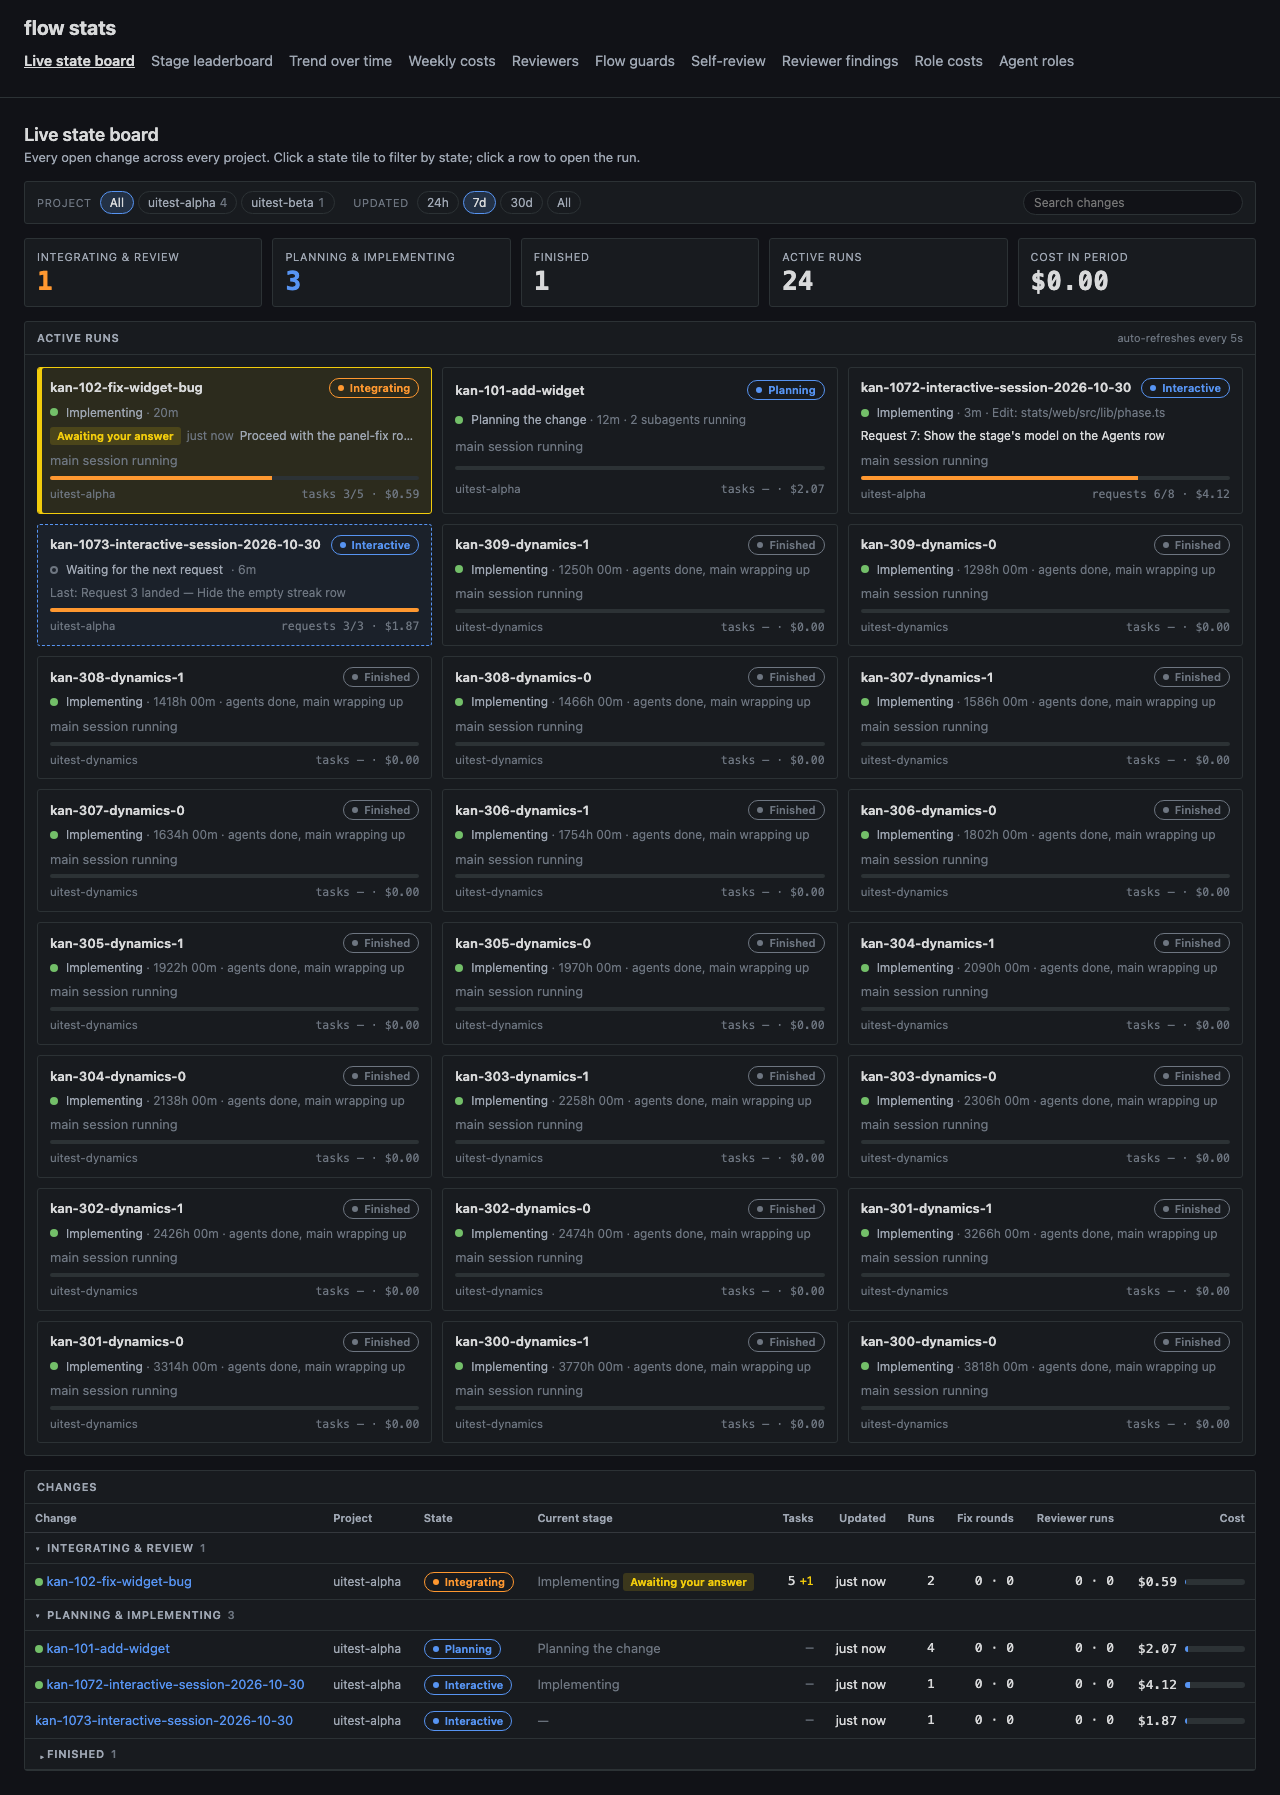 flow stats
Live state board Stage leaderboard Trend over time Weekly costs Reviewers Flow guards Self-review Reviewer findings Role costs Agent roles
Live state board
Every open change across every project. Click a state tile to filter by state; click a row to open the run.
PROJECT All uitest-alpha 4 uitest-beta 1 UPDATED 24h 7d 30d All Search changes
INTEGRATING & REVIEW PLANNING & IMPLEMENTING FINISHED ACTIVE RUNS COST IN PERIOD
1 3 1 24 $0.00
ACTIVE RUNS auto-refreshes every 5s
kan-102-fix-widget-bug Integrating
Implementing · 20m
Awaiting your answer just now Proceed with the panel-fix ro...
main session running
uitest-alpha tasks 3/5 · $0.59
kan-101-add-widget Planning
Planning the change · 12m · 2 subagents running
main session running
uitest-alpha tasks — · $2.07
kan-1072-interactive-session-2026-10-30 Interactive
Implementing · 3m · Edit: stats/web/src/lib/phase.ts
Request 7: Show the stage's model on the Agents row
main session running
uitest-alpha requests 6/8 · $4.12
kan-1073-interactive-session-2026-10-30 Interactive
Waiting for the next request · 6m
Last: Request 3 landed — Hide the empty streak row
uitest-alpha requests 3/3 · $1.87
kan-309-dynamics-1 Finished
Implementing · 1250h 00m · agents done, main wrapping up
main session running
uitest-dynamics tasks — · $0.00
kan-309-dynamics-0 Finished
Implementing · 1298h 00m · agents done, main wrapping up
main session running
uitest-dynamics tasks — · $0.00
kan-308-dynamics-1 Finished
Implementing · 1418h 00m · agents done, main wrapping up
main session running
uitest-dynamics tasks — · $0.00
kan-308-dynamics-0 Finished
Implementing · 1466h 00m · agents done, main wrapping up
main session running
uitest-dynamics tasks — · $0.00
kan-307-dynamics-1 Finished
Implementing · 1586h 00m · agents done, main wrapping up
main session running
uitest-dynamics tasks — · $0.00
kan-307-dynamics-0 Finished
Implementing · 1634h 00m · agents done, main wrapping up
main session running
uitest-dynamics tasks — · $0.00
kan-306-dynamics-1 Finished
Implementing · 1754h 00m · agents done, main wrapping up
main session running
uitest-dynamics tasks — · $0.00
kan-306-dynamics-0 Finished
Implementing · 1802h 00m · agents done, main wrapping up
main session running
uitest-dynamics tasks — · $0.00
kan-305-dynamics-1 Finished
Implementing · 1922h 00m · agents done, main wrapping up
main session running
uitest-dynamics tasks — · $0.00
kan-305-dynamics-0 Finished
Implementing · 1970h 00m · agents done, main wrapping up
main session running
uitest-dynamics tasks — · $0.00
kan-304-dynamics-1 Finished
Implementing · 2090h 00m · agents done, main wrapping up
main session running
uitest-dynamics tasks — · $0.00
kan-304-dynamics-0 Finished
Implementing · 2138h 00m · agents done, main wrapping up
main session running
uitest-dynamics tasks — · $0.00
kan-303-dynamics-1 Finished
Implementing · 2258h 00m · agents done, main wrapping up
main session running
uitest-dynamics tasks — · $0.00
kan-303-dynamics-0 Finished
Implementing · 2306h 00m · agents done, main wrapping up
main session running
uitest-dynamics tasks — · $0.00
kan-302-dynamics-1 Finished
Implementing · 2426h 00m · agents done, main wrapping up
main session running
uitest-dynamics tasks — · $0.00
kan-302-dynamics-0 Finished
Implementing · 2474h 00m · agents done, main wrapping up
main session running
uitest-dynamics tasks — · $0.00
kan-301-dynamics-1 Finished
Implementing · 3266h 00m · agents done, main wrapping up
main session running
uitest-dynamics tasks — · $0.00
kan-301-dynamics-0 Finished
Implementing · 3314h 00m · agents done, main wrapping up
main session running
uitest-dynamics tasks — · $0.00
kan-300-dynamics-1 Finished
Implementing · 3770h 00m · agents done, main wrapping up
main session running
uitest-dynamics tasks — · $0.00
kan-300-dynamics-0 Finished
Implementing · 3818h 00m · agents done, main wrapping up
main session running
uitest-dynamics tasks — · $0.00
CHANGES
Change Project State Current stage Tasks Updated Runs Fix rounds Reviewer runs Cost
INTEGRATING & REVIEW 1
kan-102-fix-widget-bug uitest-alpha Integrating Implementing Awaiting your answer 5 +1 just now 2 0 · 0 0 · 0 $0.59
PLANNING & IMPLEMENTING 3
kan-101-add-widget uitest-alpha Planning Planning the change — just now 4 0 · 0 0 · 0 $2.07
kan-1072-interactive-session-2026-10-30 uitest-alpha Interactive Implementing — just now 1 0 · 0 0 · 0 $4.12
kan-1073-interactive-session-2026-10-30 uitest-alpha Interactive — — just now 1 0 · 0 0 · 0 $1.87
FINISHED 1